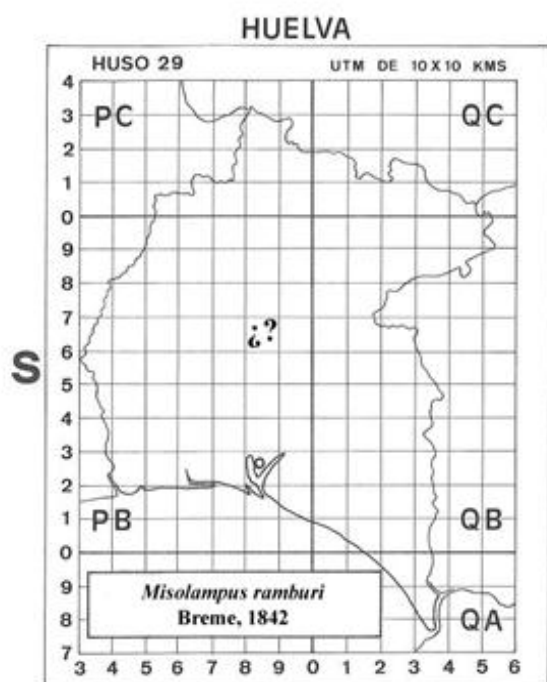 HUELVA
HUSO 29 UTM DE 10 X 10 KMS
4
PC QC
3
2
1
0
9
8
7
¿?
6
S
5
4
3
2
1
PB QB
0
9
Misolampus ramburi
Breme, 1842
QA
8
7
3 4 5 6 7 8 9 0 1 2 3 4 5 6